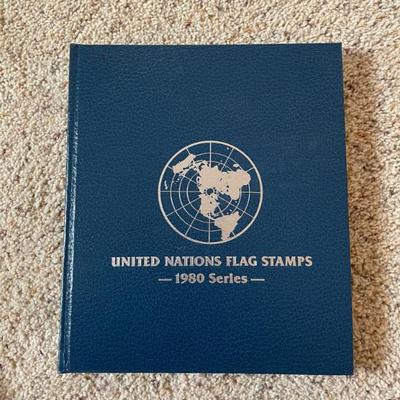 UNITED NATIONS FLAG STAMPS
— 1980 Series —